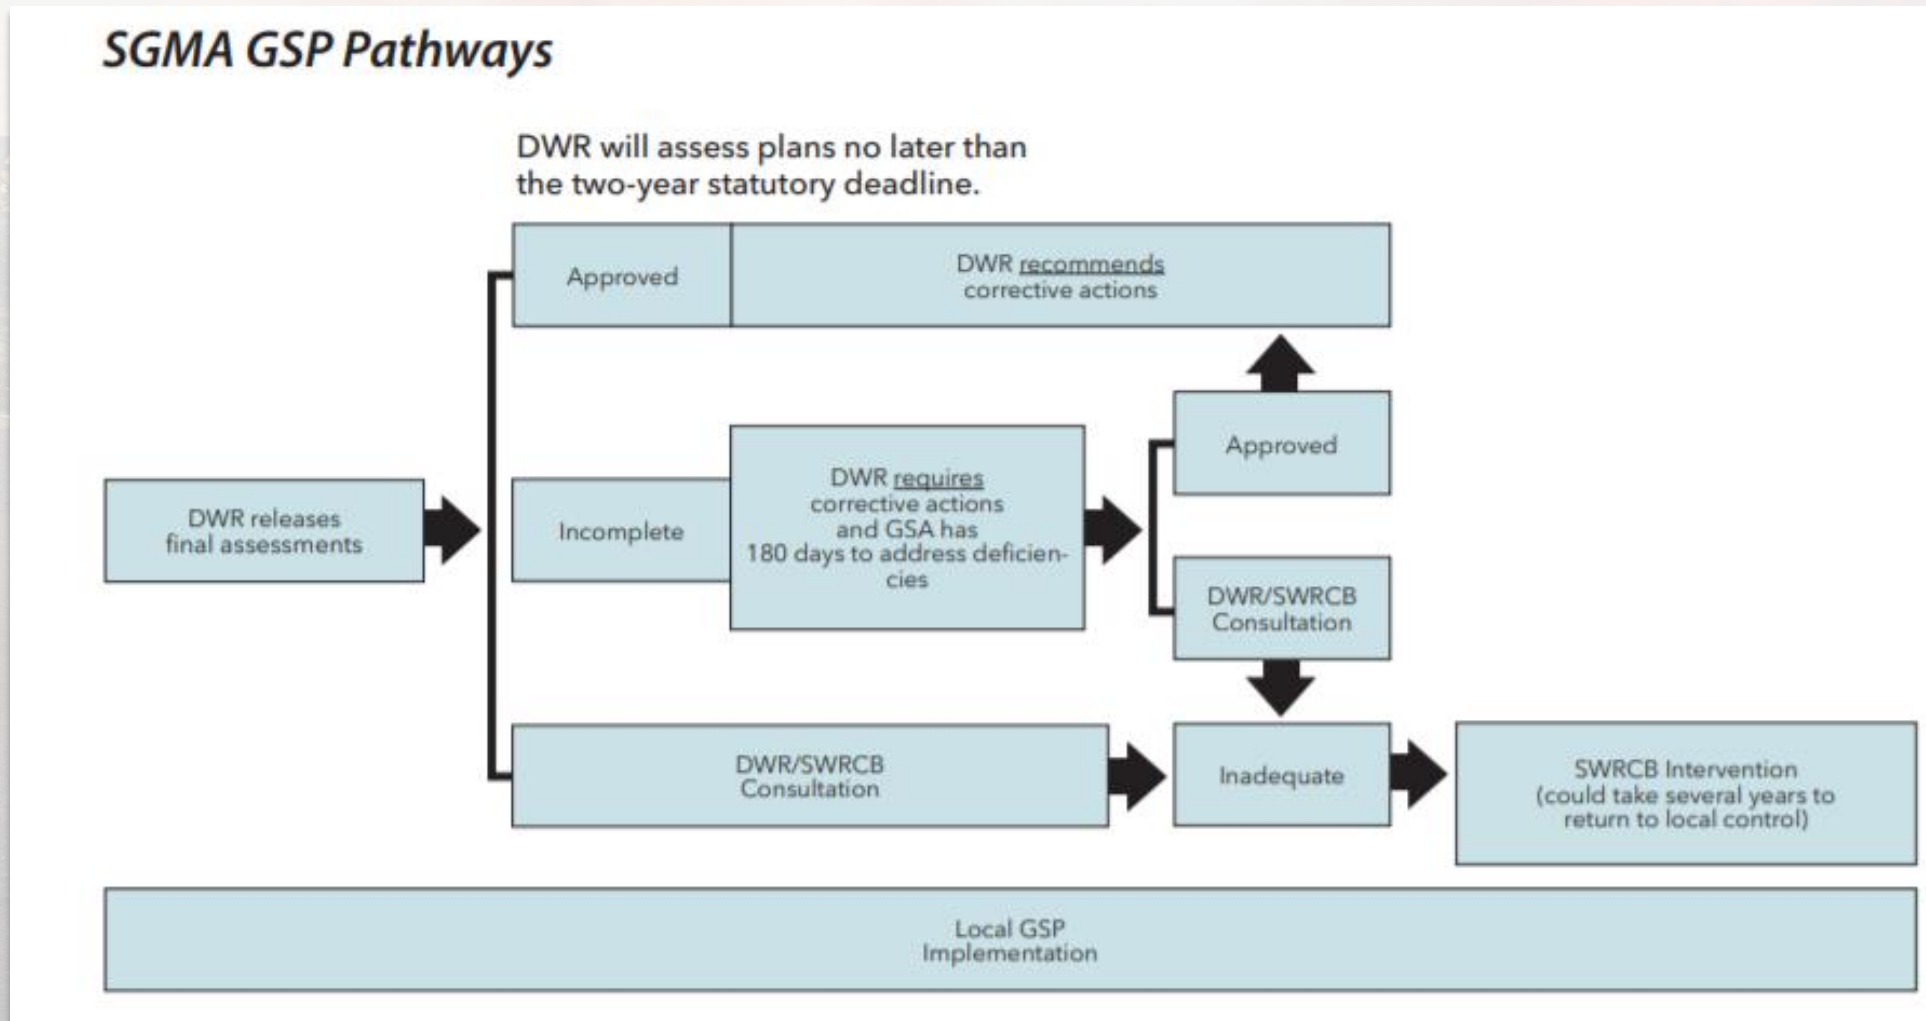 SGMA GSP Pathways
DWR will assess plans no later than
the two-year statutory deadline.
Approved
DWR recommends
corrective actions
DWR releases
final assessments
Incomplete
DWR requires
corrective actions
and GSA has
180 days to address deficien-
cies
Approved
DWR/SWRCB
Consultation
DWR/SWRCB
Consultation
Inadequate
SWRCB Intervention
(could take several years to
return to local control)
Local GSP
Implementation